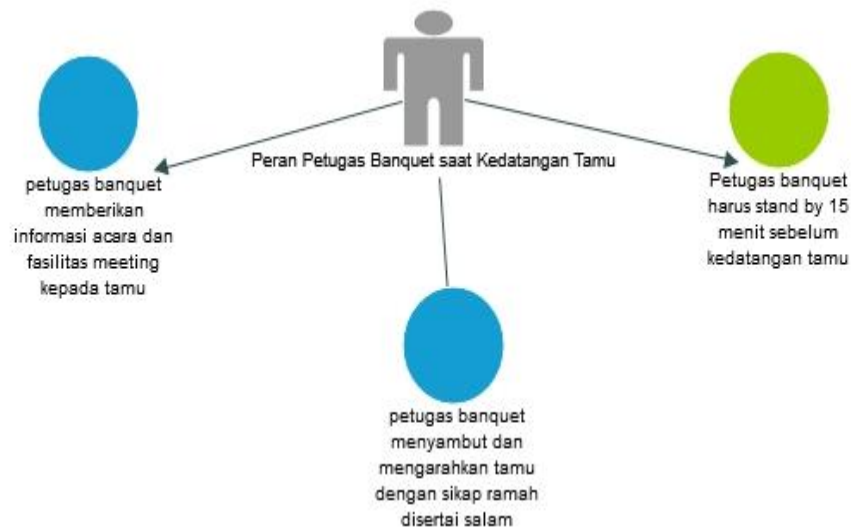 Peran Petugas Banquet saat Kedatangan Tamu
petugas banquet
memberikan
informasi acara dan
fasilitas meeting
kepada tamu
Petugas banquet
harus stand by 15
menit sebelum
kedatangan tamu
petugas banquet
menyambut dan
mengarahkan tamu
dengan sikap ramah
disertai salam